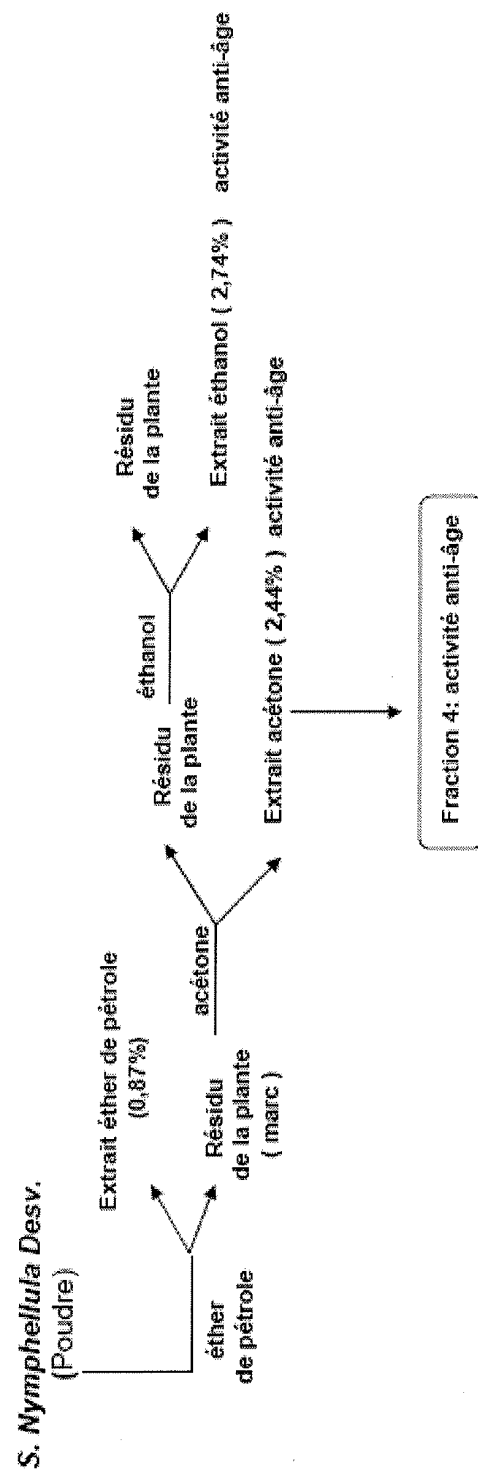 S. Nymphellula Desv.
(Poudre)
éther
de pétrole
Extrait éther de pétrole
(0,87%)
Résidu
de la plante
( marc )
acétone
Résidu
de la plante
Extrait acétone ( 2,44% ) activité anti-âge
Fraction 4: activité anti-âge
éthanol
Résidu
de la plante
Extrait éthanol ( 2,74% ) activité anti-âge